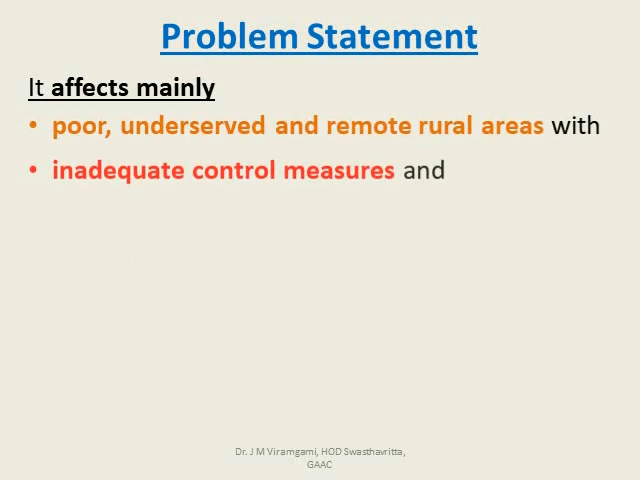 Problem Statement
It affects mainly
• poor, underserved and remote rural areas with
• inadequate control measures and
Dr. J M Viramgami, HOD Swasthavritta,
GAAC